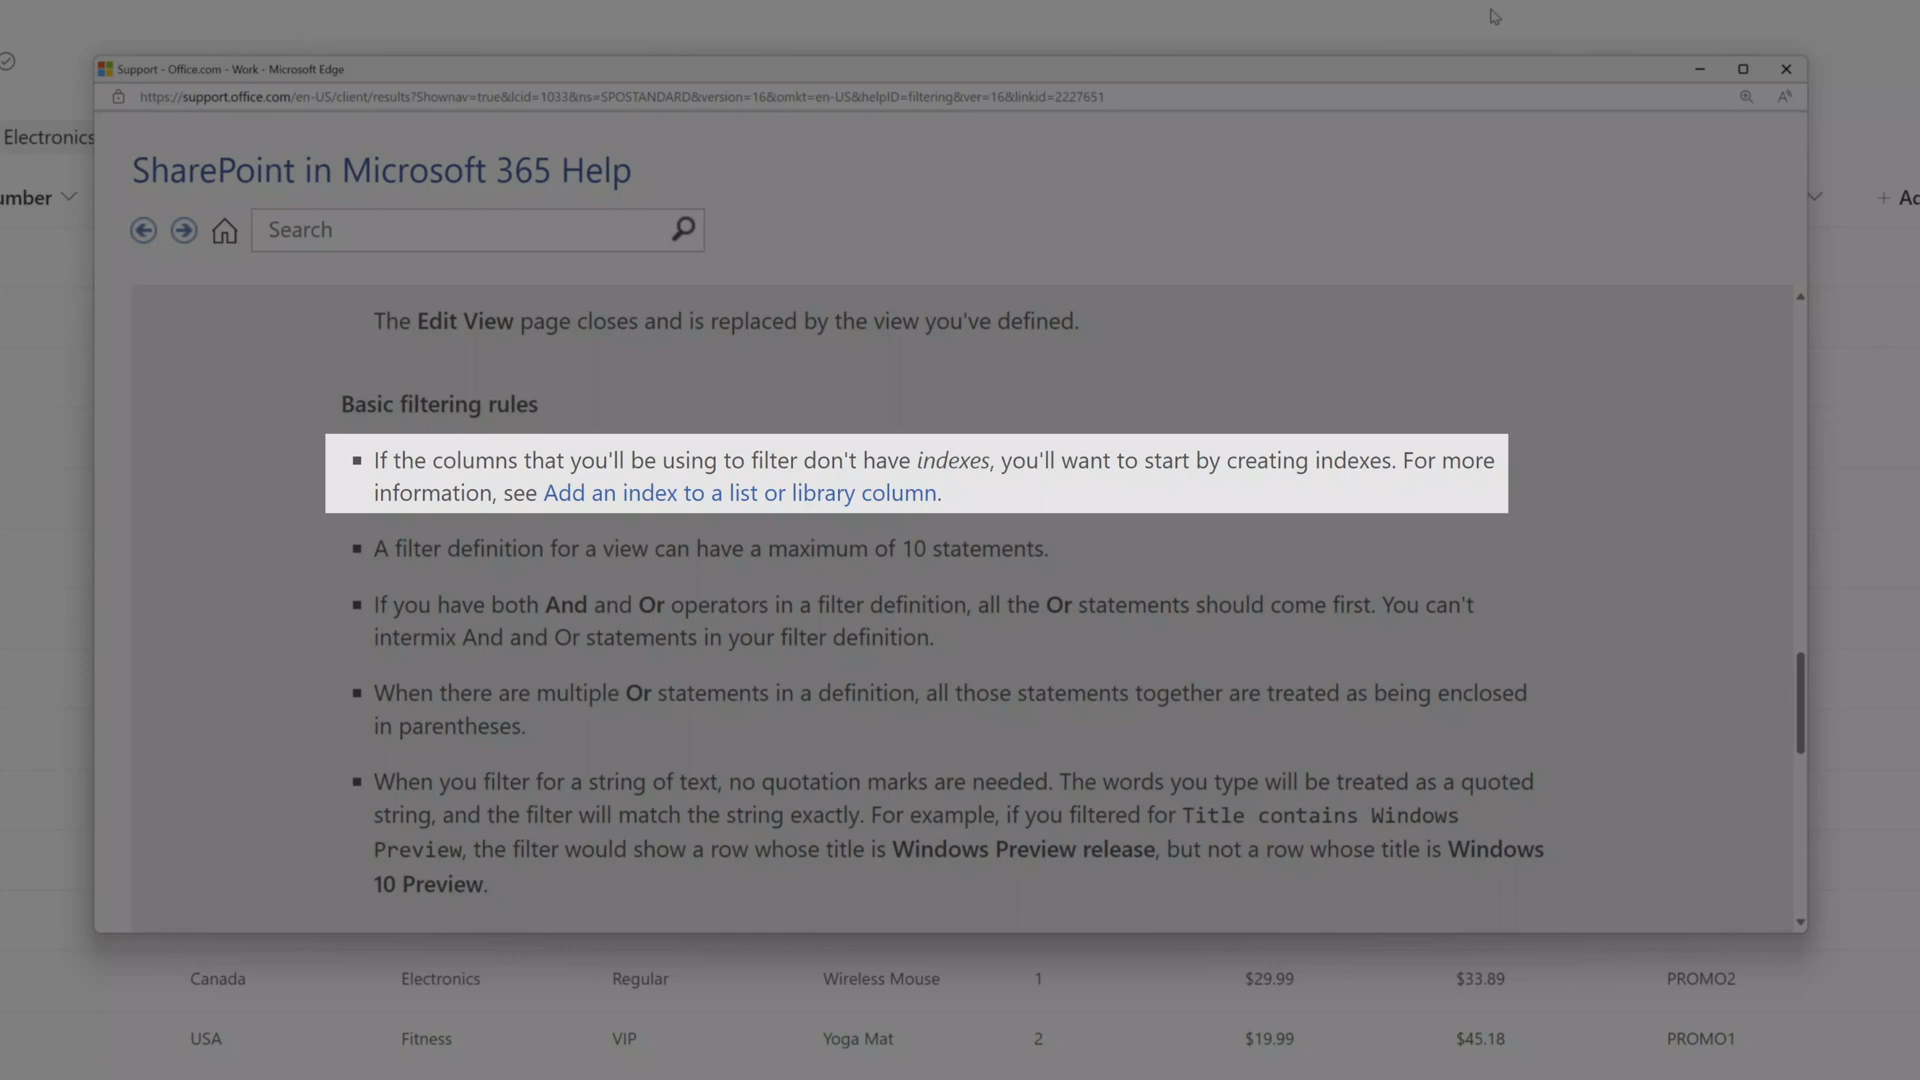 Support - Office.com - Work - Microsoft Edge
https://support.office.com/en-US/client/results?Shownav=true&lcid=1033&ns=SPOSTANDARD&version=16&omkt=en-US&helpID=filtering&ver=16&linkid=2227651
Electronics
SharePoint in Microsoft 365 Help
umber
+ Ad
Search
The Edit View page closes and is replaced by the view you've defined.
Basic filtering rules
▪ If the columns that you'll be using to filter don't have indexes, you'll want to start by creating indexes. For more
information, see Add an index to a list or library column.
▪ A filter definition for a view can have a maximum of 10 statements.
▪ If you have both And and Or operators in a filter definition, all the Or statements should come first. You can't
intermix And and Or statements in your filter definition.
▪ When there are multiple Or statements in a definition, all those statements together are treated as being enclosed
in parentheses.
▪ When you filter for a string of text, no quotation marks are needed. The words you type will be treated as a quoted
string, and the filter will match the string exactly. For example, if you filtered for Title contains Windows
Preview, the filter would show a row whose title is Windows Preview release, but not a row whose title is Windows
10 Preview.
Canada Electronics Regular Wireless Mouse 1 $29.99 $33.89 PROMO2
USA Fitness VIP Yoga Mat 2 $19.99 $45.18 PROMO1